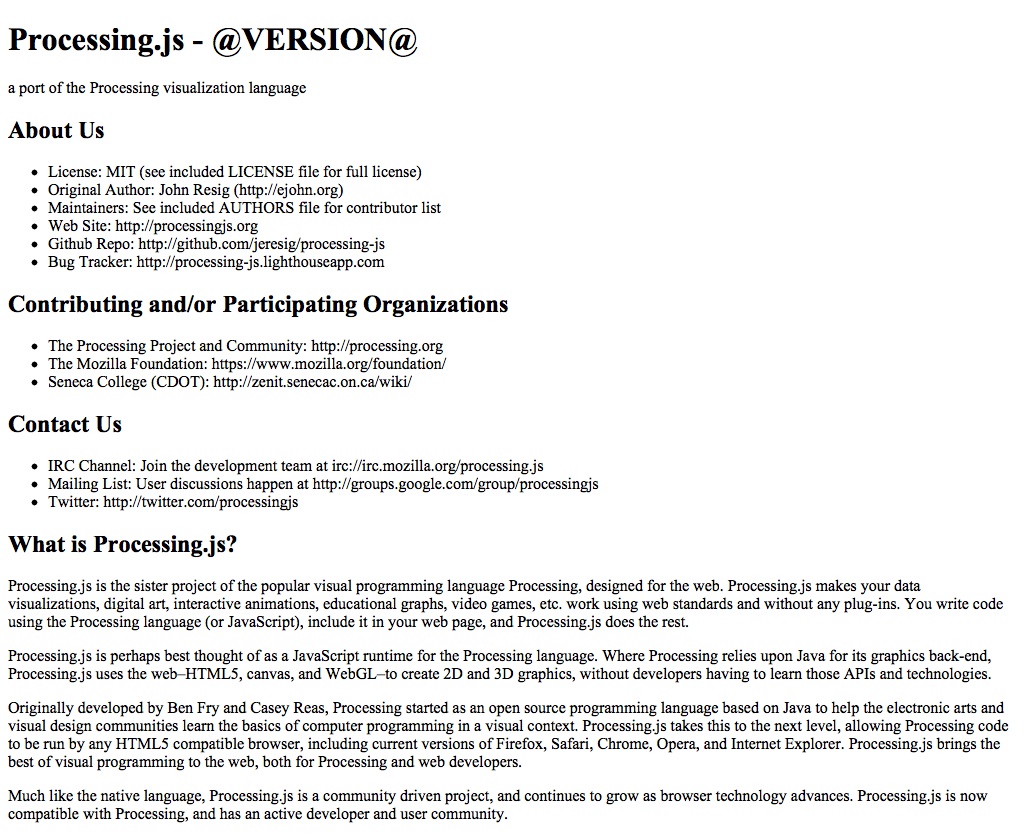 Processing.js - @VERSION@
a port of the Processing visualization language
About Us
• License: MIT (see included LICENSE file for full license)
• Original Author: John Resig (http://ejohn.org)
• Maintainers: See included AUTHORS file for contributor list
• Web Site: http://processingjs.org
• Github Repo: http://github.com/jeresig/processing-js
• Bug Tracker: http://processing-js.lighthouseapp.com
Contributing and/or Participating Organizations
• The Processing Project and Community: http://processing.org
• The Mozilla Foundation: https://www.mozilla.org/foundation/
• Seneca College (CDOT): http://zenit.senecac.on.ca/wiki/
Contact Us
• IRC Channel: Join the development team at irc://irc.mozilla.org/processing.js
• Mailing List: User discussions happen at http://groups.google.com/group/processingjs
• Twitter: http://twitter.com/processingjs
What is Processing.js?
Processing.js is the sister project of the popular visual programming language Processing, designed for the web. Processing.js makes your data
visualizations, digital art, interactive animations, educational graphs, video games, etc. work using web standards and without any plug-ins. You write code
using the Processing language (or JavaScript), include it in your web page, and Processing.js does the rest.
Processing.js is perhaps best thought of as a JavaScript runtime for the Processing language. Where Processing relies upon Java for its graphics back-end,
Processing.js uses the web–HTML5, canvas, and WebGL–to create 2D and 3D graphics, without developers having to learn those APIs and technologies.
Originally developed by Ben Fry and Casey Reas, Processing started as an open source programming language based on Java to help the electronic arts and
visual design communities learn the basics of computer programming in a visual context. Processing.js takes this to the next level, allowing Processing code
to be run by any HTML5 compatible browser, including current versions of Firefox, Safari, Chrome, Opera, and Internet Explorer. Processing.js brings the
best of visual programming to the web, both for Processing and web developers.
Much like the native language, Processing.js is a community driven project, and continues to grow as browser technology advances. Processing.js is now
compatible with Processing, and has an active developer and user community.